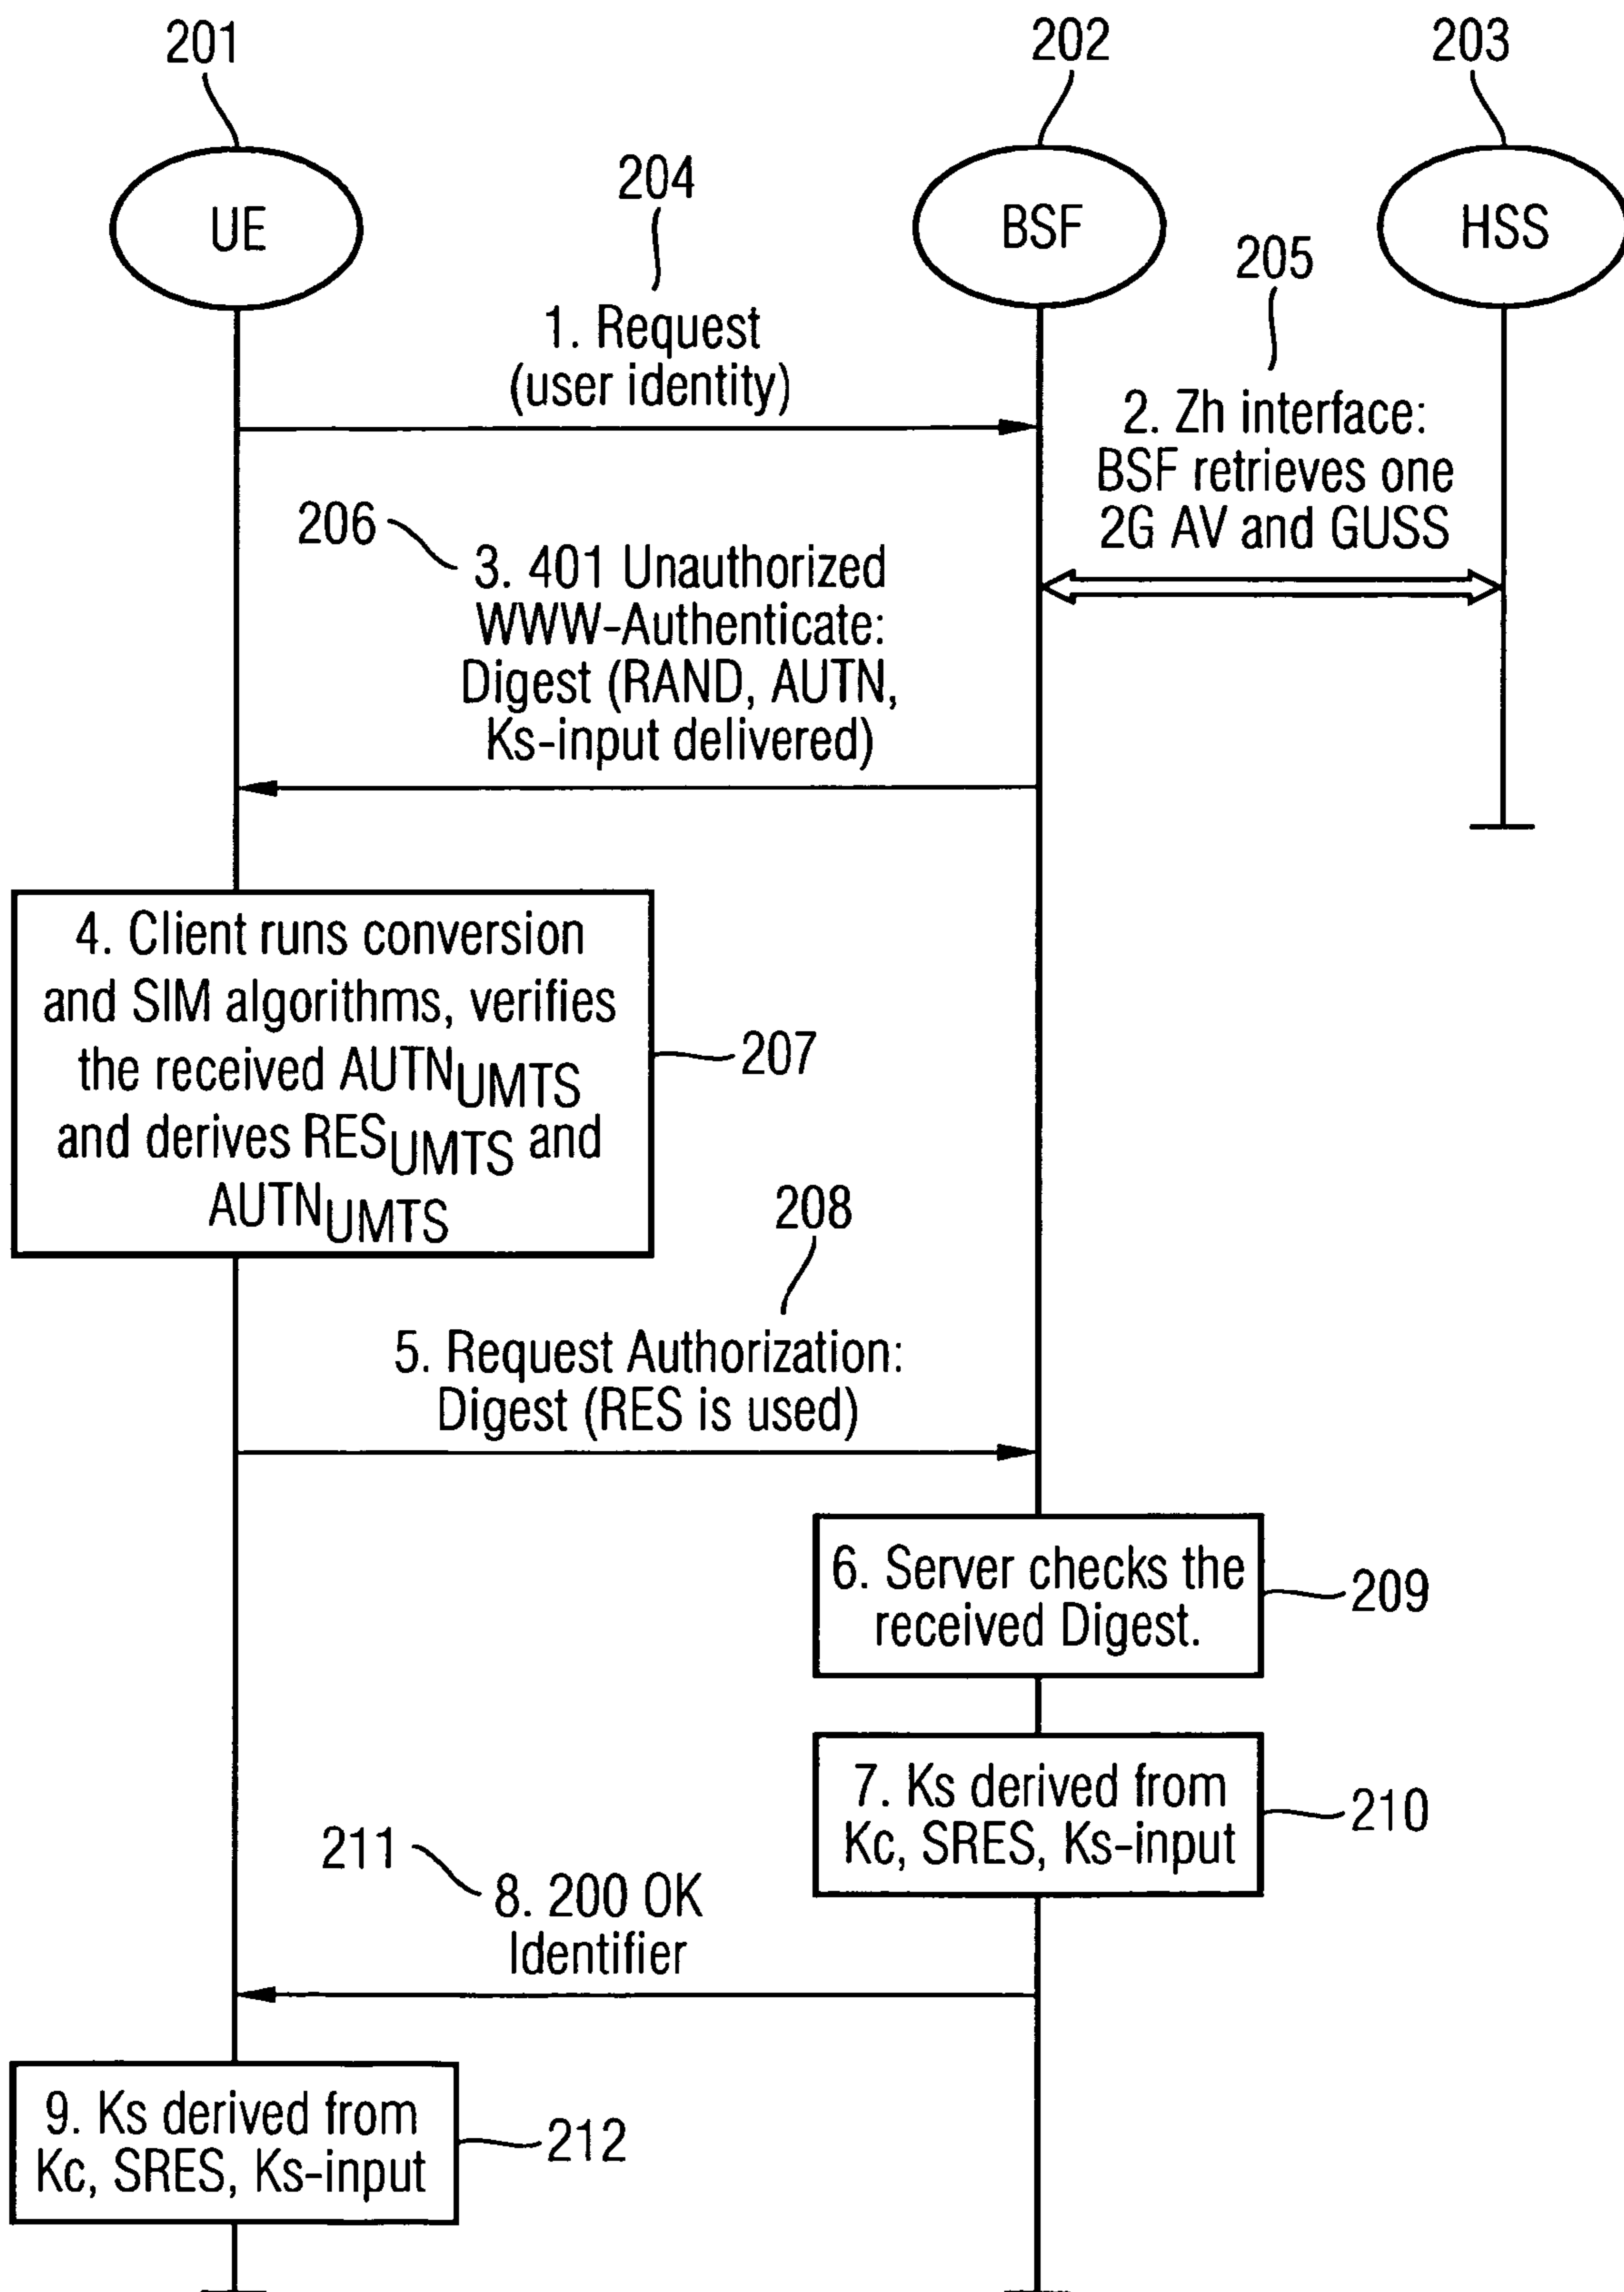 201
202
203
UE
BSF
HSS
204
1. Request
(user identity)
205
2. Zh interface:
BSF retrieves one
2G AV and GUSS
206
3. 401 Unauthorized
WWW-Authenticate:
Digest (RAND, AUTN,
Ks-input delivered)
4. Client runs conversion
and SIM algorithms, verifies
the received AUTNUMTS
and derives RESUMTS and
AUTNUMTS
207
208
5. Request Authorization:
Digest (RES is used)
6. Server checks the
received Digest.
209
7. Ks derived from
Kc, SRES, Ks-input
210
211
8. 200 OK
Identifier
9. Ks derived from
Kc, SRES, Ks-input
212